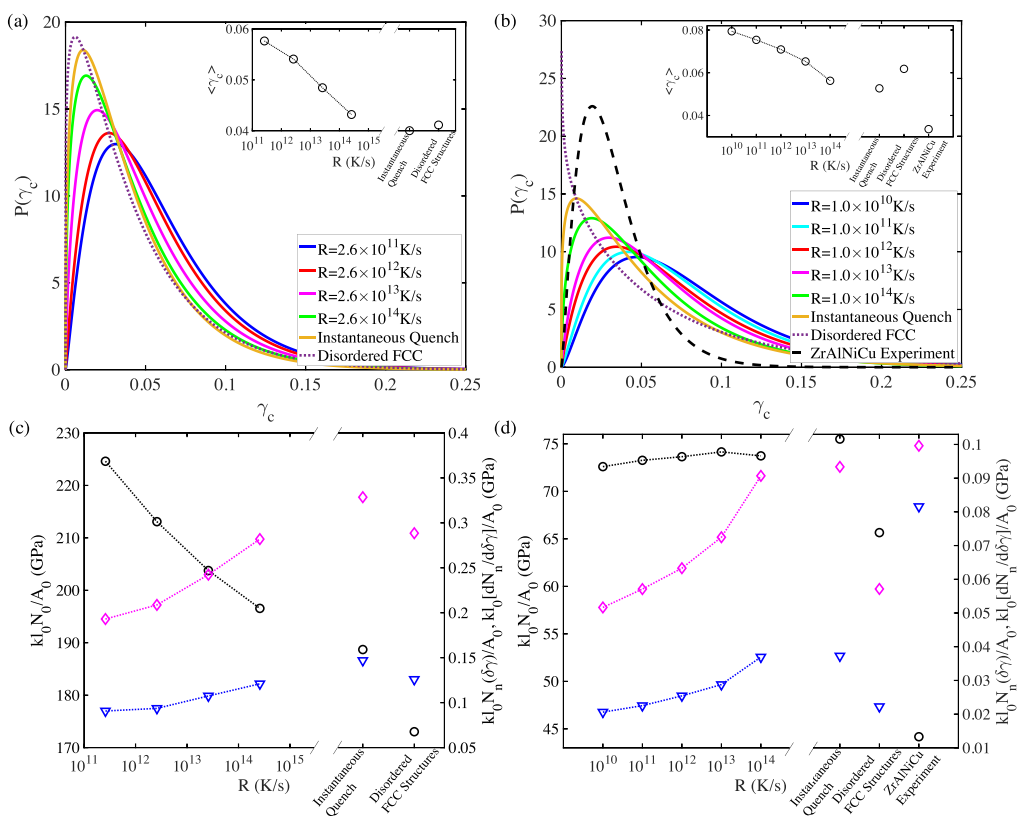 (a)
P(γc)
20
15
10
5
0
0
0.05
0.1
0.15
0.2
0.25
γc
<γc>
0.06
0.05
0.04
10^11
10^12
10^13
10^14
10^15
R (K/s)
Instantaneous
Quench
Disordered
FCC Structures
R=2.6×10^11K/s
R=2.6×10^12K/s
R=2.6×10^13K/s
R=2.6×10^14K/s
Instantaneous Quench
Disordered FCC
(b)
P(γc)
30
25
20
15
10
5
0
0
0.05
0.1
0.15
0.2
0.25
γc
<γc>
0.08
0.06
0.04
10^10
10^11
10^12
10^13
10^14
R (K/s)
Instantaneous
Quench
Disordered
FCC Structures
ZrAlNiCu
Experiment
R=1.0×10^10K/s
R=1.0×10^11K/s
R=1.0×10^12K/s
R=1.0×10^13K/s
R=1.0×10^14K/s
Instantaneous Quench
Disordered FCC
ZrAlNiCu Experiment
(c)
kl0N0/A0 (GPa)
230
220
210
200
190
180
170
10^11
10^12
10^13
10^14
10^15
R (K/s)
Instantaneous
Quench
Disordered
FCC Structures
0.4
0.35
0.3
0.25
0.2
0.15
0.1
0.05
kl0Nn(δγ)/A0, kl0[dNn/dδγ]/A0 (GPa)
(d)
kl0N0/A0 (GPa)
75
70
65
60
55
50
45
10^10
10^11
10^12
10^13
10^14
R (K/s)
Instantaneous
Quench
Disordered
FCC Structures
ZrAlNiCu
Experiment
0.1
0.09
0.08
0.07
0.06
0.05
0.04
0.03
0.02
0.01
kl0Nn(δγ)/A0, kl0[dNn/dδγ]/A0 (GPa)